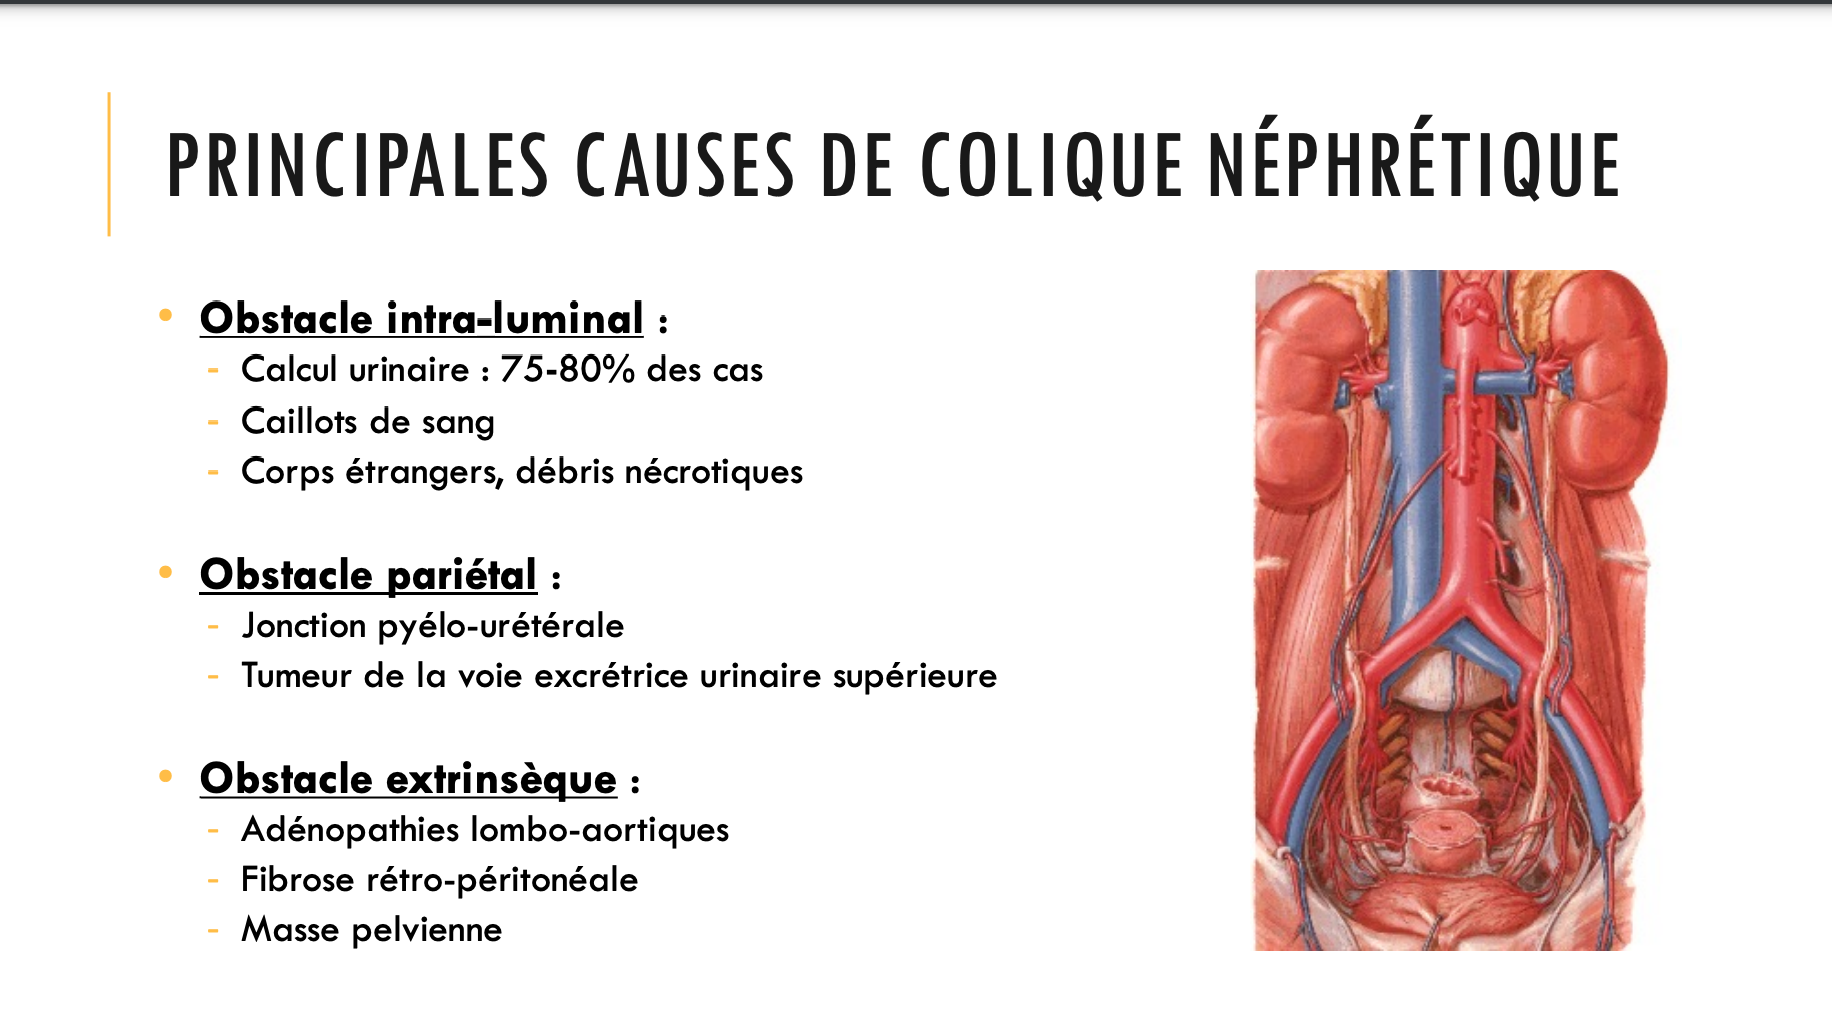 PRINCIPALES CAUSES DE COLIQUE NÉPHRÉTIQUE
• Obstacle intra-luminal :
- Calcul urinaire : 75-80% des cas
- Caillots de sang
- Corps étrangers, débris nécrotiques
• Obstacle pariétal :
- Jonction pyélo-urétérale
- Tumeur de la voie excrétrice urinaire supérieure
• Obstacle extrinsèque :
- Adénopathies lombo-aortiques
- Fibrose rétro-péritonéale
- Masse pelvienne